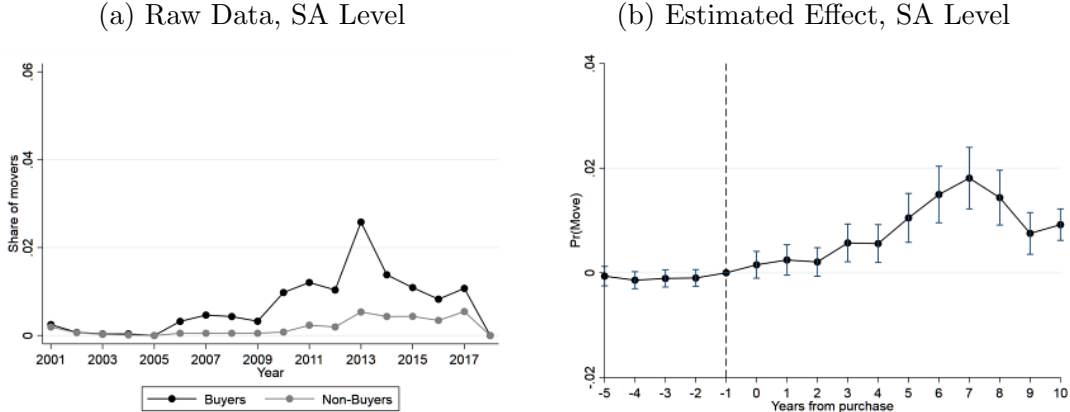 (a) Raw Data, SA Level
Share of movers
.06
.04
.02
0
2001 2003 2005 2007 2009 2011 2013 2015 2017
Year
Buyers Non-Buyers
(b) Estimated Effect, SA Level
Pr(Move)
.04
.02
0
-.02
-5 -4 -3 -2 -1 0 1 2 3 4 5 6 7 8 9 10
Years from purchase